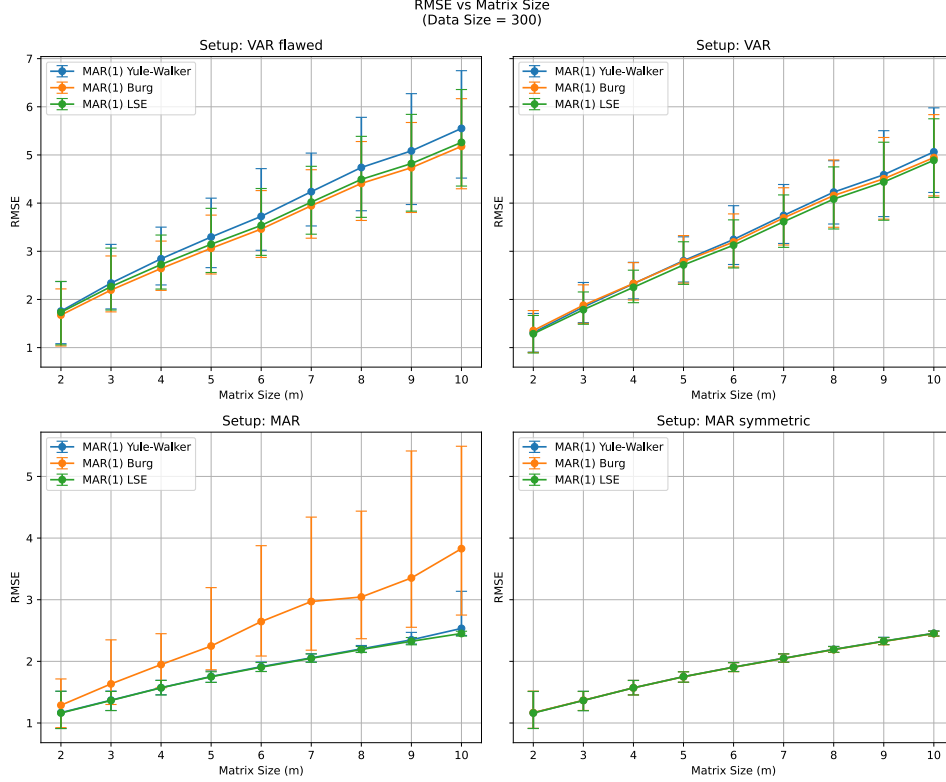 RMSE vs Matrix Size
(Data Size = 300)
Setup: VAR flawed
MAR(1) Yule-Walker
MAR(1) Burg
MAR(1) LSE
RMSE
7
6
5
4
3
2
1
2 3 4 5 6 7 8 9 10
Matrix Size (m)
Setup: VAR
MAR(1) Yule-Walker
MAR(1) Burg
MAR(1) LSE
RMSE
2 3 4 5 6 7 8 9 10
Matrix Size (m)
Setup: MAR
MAR(1) Yule-Walker
MAR(1) Burg
MAR(1) LSE
RMSE
5
4
3
2
1
2 3 4 5 6 7 8 9 10
Matrix Size (m)
Setup: MAR symmetric
MAR(1) Yule-Walker
MAR(1) Burg
MAR(1) LSE
RMSE
2 3 4 5 6 7 8 9 10
Matrix Size (m)